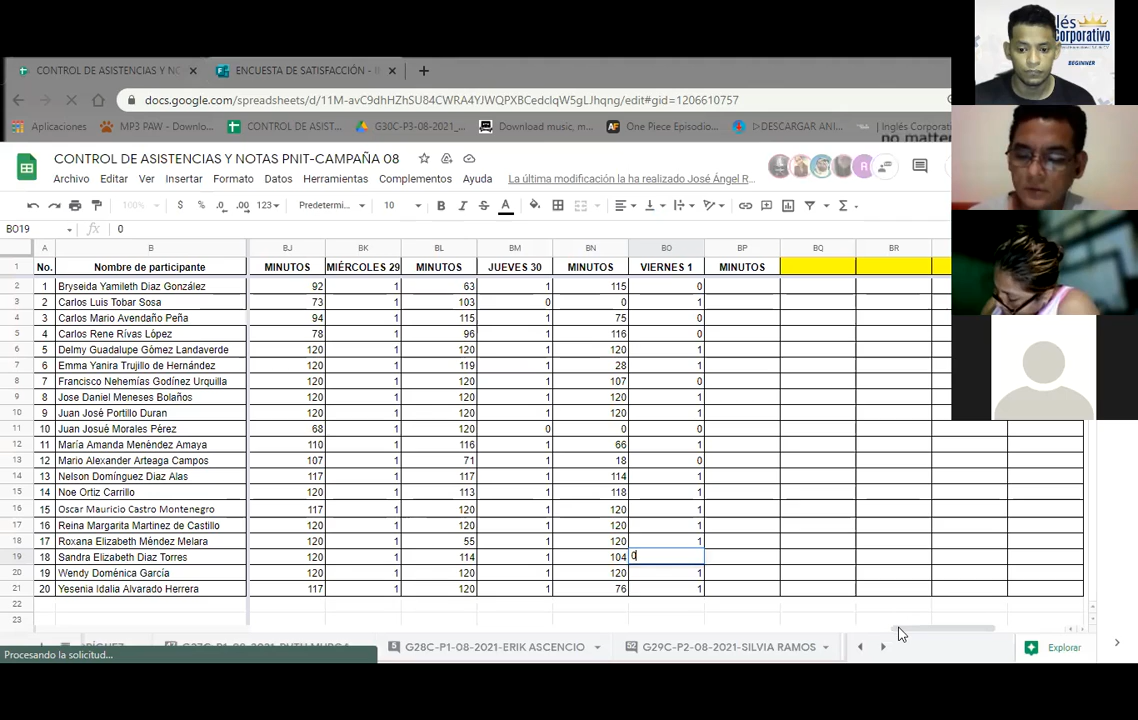 lés
Corporativo
BEGINNER
CONTROL DE ASISTENCIAS Y NO
ENCUESTA DE SATISFACCIÓN -
docs.google.com/spreadsheets/d/11M-avC9dhHZhSU84CWRA4YJWQPXBCedclqW5gLJhqng/edit#gid=1206610757
Aplicaciones MP3 PAW - Downlo... CONTROL DE ASIST... G30C-P3-08-2021_... Download music, m... One Piece Episodio... ▷DESCARGAR ANI... | Inglés Corporati
no matter
CONTROL DE ASISTENCIAS Y NOTAS PNIT-CAMPAÑA 08
Archivo Editar Ver Insertar Formato Datos Herramientas Complementos Ayuda La última modificación la ha realizado José Ángel R...
100% $ % .0 .00 123 Predetermi... 10 B I S A
BO19 fx 0
A B BJ BK BL BM BN BO BP BQ BR
1 No. Nombre de participante MINUTOS MIÉRCOLES 29 MINUTOS JUEVES 30 MINUTOS VIERNES 1 MINUTOS
2 1 Bryseida Yamileth Diaz González 92 1 63 1 115 0
3 2 Carlos Luis Tobar Sosa 73 1 103 0 0 1
4 3 Carlos Mario Avendaño Peña 94 1 115 1 75 0
5 4 Carlos Rene Rívas López 78 1 96 1 116 0
6 5 Delmy Guadalupe Gómez Landaverde 120 1 120 1 120 1
7 6 Emma Yanira Trujillo de Hernández 120 1 119 1 28 1
8 7 Francisco Nehemías Godínez Urquilla 120 1 120 1 107 0
9 8 Jose Daniel Meneses Bolaños 120 1 120 1 120 1
10 9 Juan José Portillo Duran 120 1 120 1 120 1
11 10 Juan Josué Morales Pérez 68 1 120 0 0 0
12 11 María Amanda Menéndez Amaya 110 1 116 1 66 1
13 12 Mario Alexander Arteaga Campos 107 1 71 1 18 0
14 13 Nelson Domínguez Diaz Alas 117 1 117 1 114 1
15 14 Noe Ortiz Carrillo 120 1 113 1 118 1
16 15 Oscar Mauricio Castro Montenegro 117 1 120 1 120 1
17 16 Reina Margarita Martinez de Castillo 120 1 120 1 120 1
18 17 Roxana Elizabeth Méndez Melara 120 1 55 1 120 1
19 18 Sandra Elizabeth Diaz Torres 120 1 114 1 104 0
20 19 Wendy Doménica García 120 1 120 1 120 1
21 20 Yesenia Idalia Alvarado Herrera 117 1 120 1 76 1
22
23
G28C-P1-08-2021-ERIK ASCENCIO G29C-P2-08-2021-SILVIA RAMOS Explorar
Procesando la solicitud...